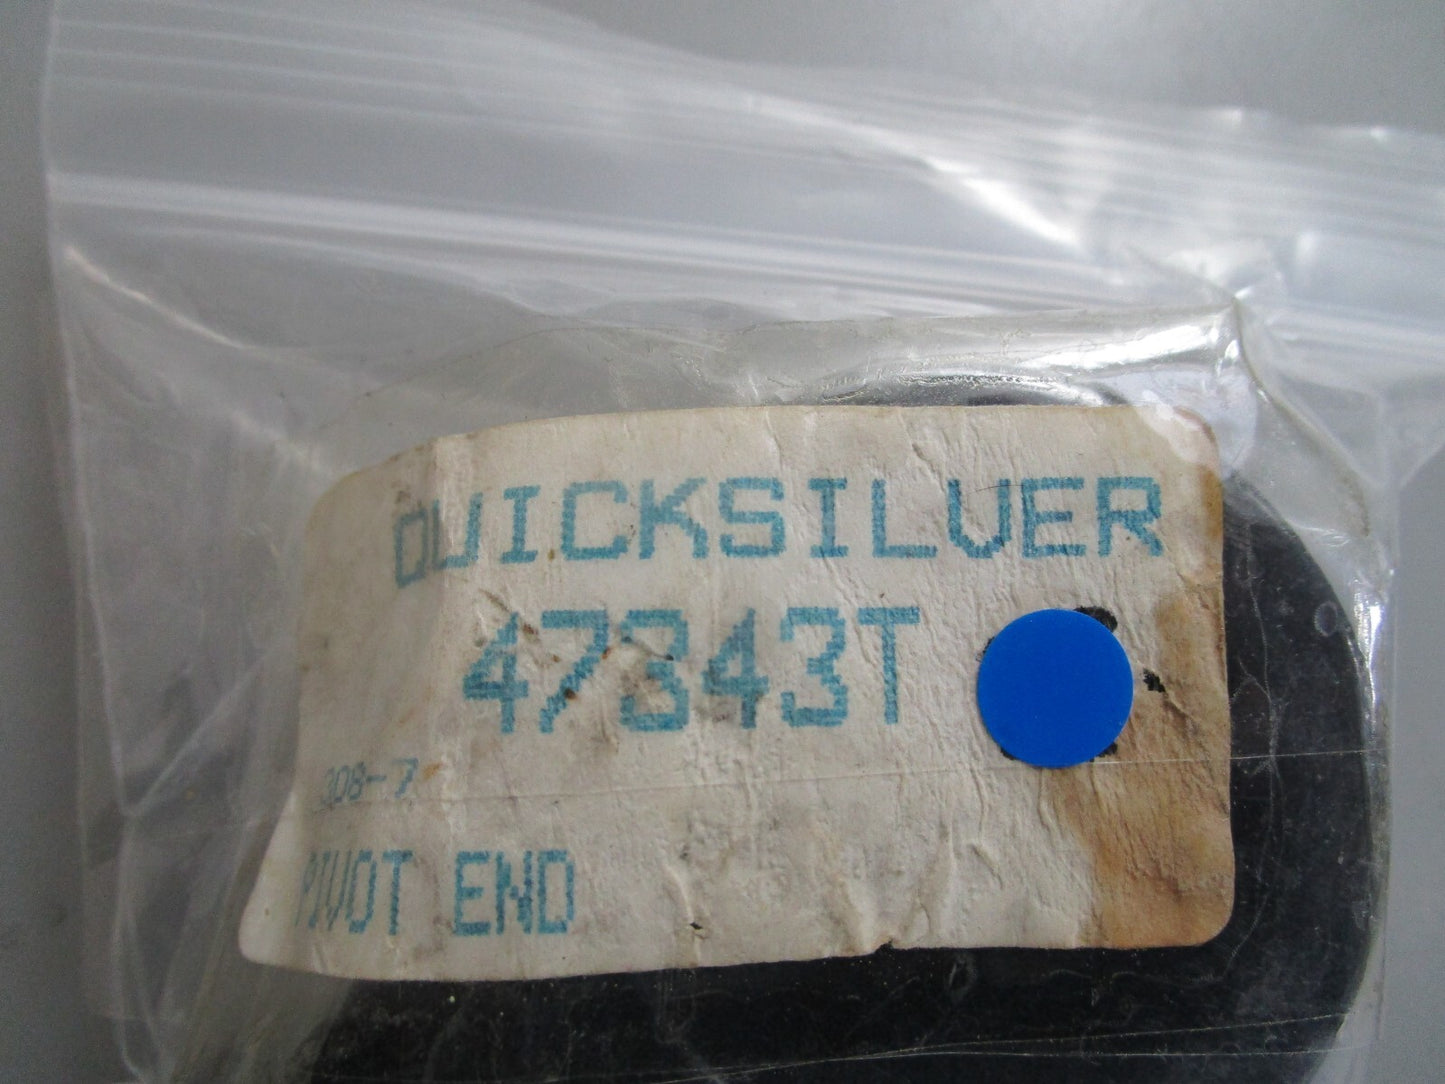 QUICKSILVER
47843T
308-7
PIVOT END